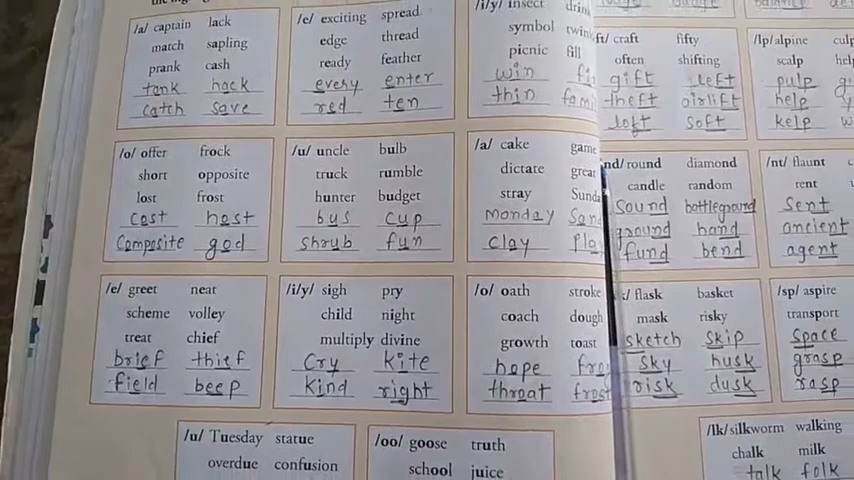 /a/ captain lack
match sapling
prank cash
tank hack
catch save
/e/ exciting spread
edge thread
ready feather
every enter
red ten
/i/y/ insect
symbol
picnic fill
win
thin
craft fifty
often shifting
gift left
theft airlift
loft soft
/lp/alpine
scalp
pulp
help
kelp
/o/ offer frock
short opposite
lost frost
cost host
Composite god
/u/ uncle bulb
truck rumble
hunter budget
bus cup
shrub fun
/a/ cake game
dictate great
stray
Monday
clay
nd/ round diamond
candle random
Sound battleground
ground hand
fund bend
/nt/ flaunt
rent
Sent
ancient
agent
/e/ greet near
scheme volley
treat chief
brief thief
field beep
/i/y/ sigh pry
child night
multiply divine
Cry kite
kind right
/o/ oath stroke
coach dough
growth toast
hope
throat
/ flask basket
mask risky
sketch skip
sky husk
risk dusk
/sp/ aspire
transport
Space
grasp
rasp
/u/ Tuesday statue
overdue confusion
/oo/ goose truth
school juice
/lk/silkworm walking
chalk milk
talk folk